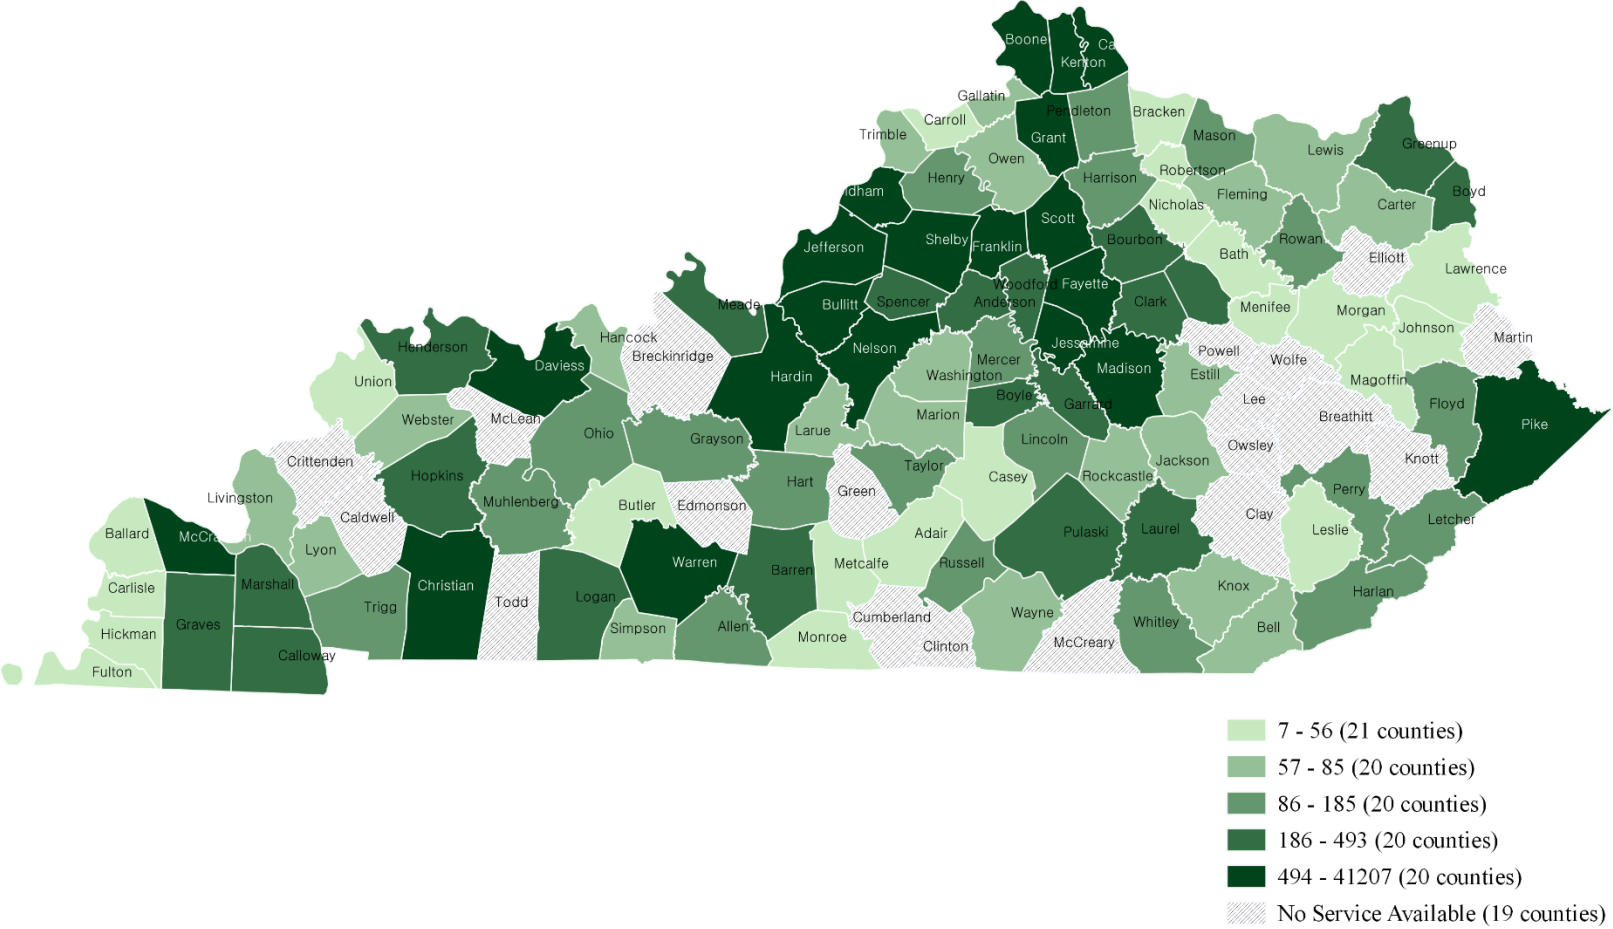 Boone
Ca
Kenton
Gallatin
Pendleton
Bracken
Carroll
Trimble
Grant
Mason
Greenup
Lewis
Owen
Robertson
Henry
Harrison
ldham
Boyd
Fleming
Nicholas
Carter
Scott
Shelby
Franklin
Bourbon
Rowan
Jefferson
Bath
Elliott
Lawrence
Woodford
Fayette
Meade
Bullitt
Spencer
Anderson
Clark
Menifee
Morgan
Johnson
Hancock
Henderson
Nelson
Jessamine
Martin
Breckinridge
Powell
Wolfe
Mercer
Daviess
Union
Hardin
Washington
Madison
Estill
Magoffin
Boyle
Garrard
Lee
Floyd
Webster
McLean
Marion
Breathitt
Pike
Ohio
Grayson
Larue
Lincoln
Owsley
Crittenden
Taylor
Jackson
Knott
Hopkins
Hart
Casey
Rockcastle
Livingston
Muhlenberg
Butler
Edmonson
Green
Perry
Caldwell
Clay
Letcher
Ballard
McCra n
Lyon
Adair
Pulaski
Laurel
Leslie
Warren
Metcalfe
Russell
Carlisle
Marshall
Christian
Barren
Knox
Harlan
Trigg
Todd
Logan
Cumberland
Wayne
Hickman
Graves
Simpson
Allen
Monroe
Clinton
McCreary
Whitley
Bell
Calloway
Fulton
7 - 56 (21 counties)
57 - 85 (20 counties)
86 - 185 (20 counties)
186 - 493 (20 counties)
494 - 41207 (20 counties)
No Service Available (19 counties)